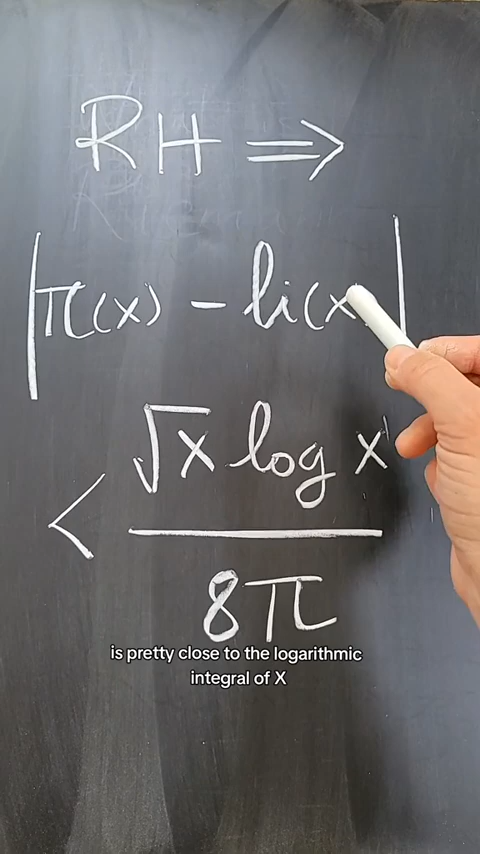 RH ⟹
|π(x) − li(x)|
< √x log x
8π
is pretty close to the logarithmic
integral of X